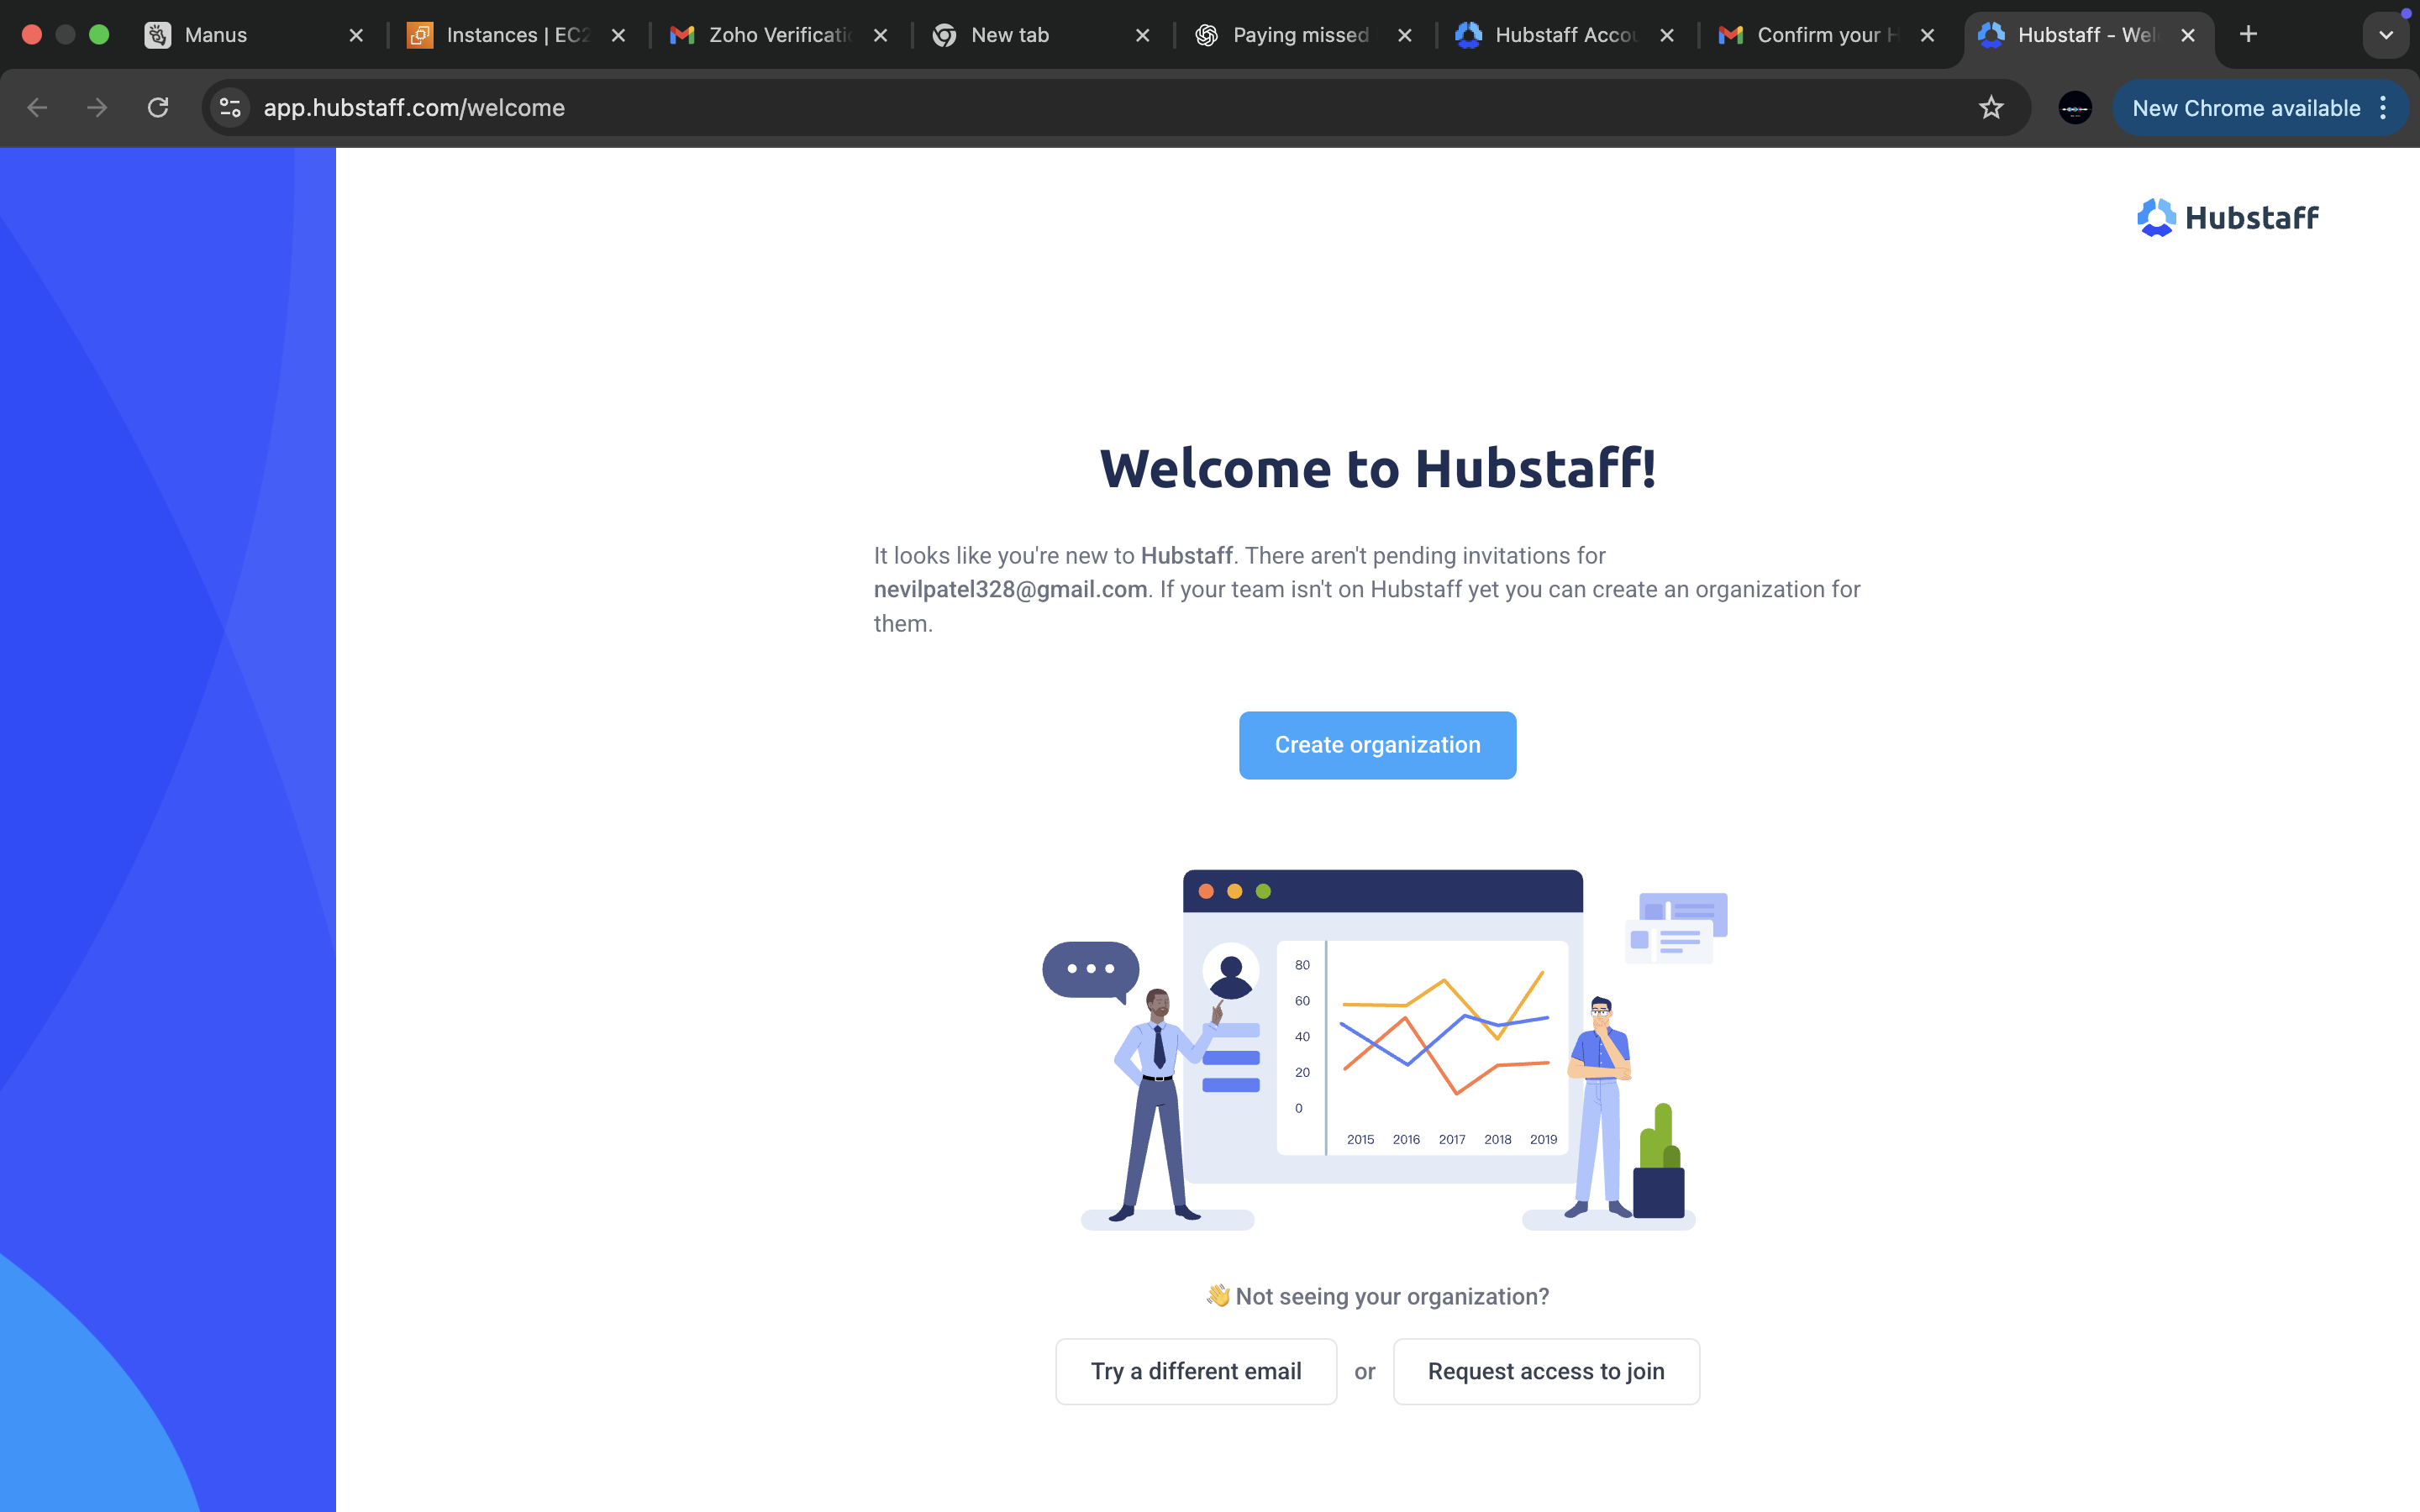 Manus
Instances | EC2
Zoho Verificati
New tab
Paying missed
Hubstaff Accou
Confirm your H
Hubstaff - Wel
app.hubstaff.com/welcome
New Chrome available
Hubstaff
Welcome to Hubstaff!
It looks like you're new to Hubstaff. There aren't pending invitations for
nevilpatel328@gmail.com. If your team isn't on Hubstaff yet you can create an organization for
them.
Create organization
80
60
40
20
0
2015 2016 2017 2018 2019
👋 Not seeing your organization?
Try a different email or Request access to join